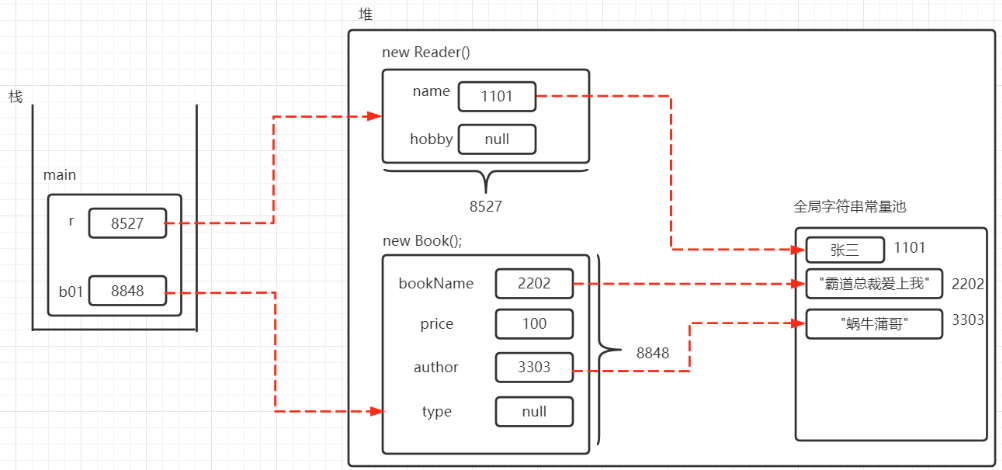 堆
new Reader()
栈
name 1101
hobby null
main
r 8527
8527
全局字符串常量池
new Book();
张三 1101
bookName 2202
"霸道总裁爱上我" 2202
b01 8848
price 100
"蜗牛蒲哥" 3303
8848
author 3303
type null